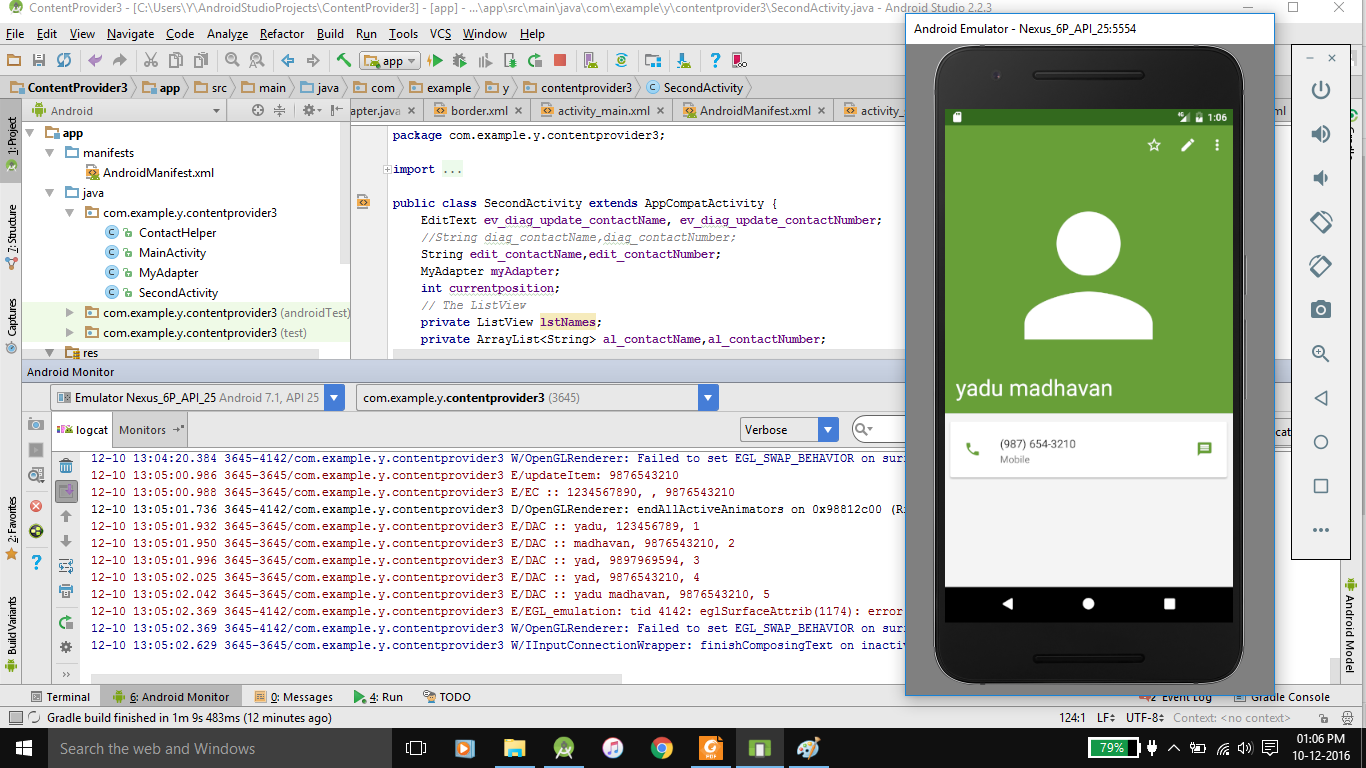 ContentProvider3 - [C:\Users\Y\AndroidStudioProjects\ContentProvider3] - [app] - ...\app\src\main\java\com\example\y\contentprovider3\SecondActivity.java - Android Studio 2.2.3
File Edit View Navigate Code Analyze Refactor Build Run Tools VCS Window Help
app
ContentProvider3 app src main java com example y contentprovider3 SecondActivity
Android
apter.java border.xml activity_main.xml AndroidManifest.xml activity_
ml
1: Project
7: Structure
Captures
2: Favorites
Build Variants
app
manifests
AndroidManifest.xml
java
com.example.y.contentprovider3
ContactHelper
MainActivity
MyAdapter
SecondActivity
com.example.y.contentprovider3 (androidTest)
com.example.y.contentprovider3 (test)
res
package com.example.y.contentprovider3;
import ...
public class SecondActivity extends AppCompatActivity {
EditText ev_diag_update_contactName, ev_diag_update_contactNumber;
//String diag_contactName,diag_contactNumber;
String edit_contactName,edit_contactNumber;
MyAdapter myAdapter;
int currentposition;
// The ListView
private ListView lstNames;
private ArrayList<String> al_contactName,al_contactNumber;
Android Monitor
Emulator Nexus_6P_API_25 Android 7.1, API 25
com.example.y.contentprovider3 (3645)
logcat Monitors
Verbose
cat
12-10 13:04:20.384 3645-4142/com.example.y.contentprovider3 W/OpenGLRenderer: Failed to set EGL_SWAP_BEHAVIOR on sur
12-10 13:05:00.986 3645-3645/com.example.y.contentprovider3 E/updateItem: 9876543210
12-10 13:05:00.988 3645-3645/com.example.y.contentprovider3 E/EC :: 1234567890, , 9876543210
12-10 13:05:01.736 3645-3645/com.example.y.contentprovider3 D/OpenGLRenderer: endAllActiveAnimators on 0x98812c00 (R
12-10 13:05:01.932 3645-3645/com.example.y.contentprovider3 E/DAC :: yadu, 123456789, 1
12-10 13:05:01.950 3645-3645/com.example.y.contentprovider3 E/DAC :: madhavan, 9876543210, 2
12-10 13:05:01.996 3645-3645/com.example.y.contentprovider3 E/DAC :: yad, 9897969594, 3
12-10 13:05:02.025 3645-3645/com.example.y.contentprovider3 E/DAC :: yad, 9876543210, 4
12-10 13:05:02.042 3645-3645/com.example.y.contentprovider3 E/DAC :: yadu madhavan, 9876543210, 5
12-10 13:05:02.369 3645-4142/com.example.y.contentprovider3 E/EGL_emulation: tid 4142: eglSurfaceAttrib(1174): error
12-10 13:05:02.369 3645-4142/com.example.y.contentprovider3 W/OpenGLRenderer: Failed to set EGL_SWAP_BEHAVIOR on sur
12-10 13:05:02.629 3645-3645/com.example.y.contentprovider3 W/IInputConnectionWrapper: finishComposingText on inactiv
Android Emulator - Nexus_6P_API_25:5554
1:06
yadu madhavan
(987) 654-3210
Mobile
Android Model
Terminal 6: Android Monitor 0: Messages 4: Run TODO
2 Event Log Gradle Console
Gradle build finished in 1m 9s 483ms (12 minutes ago)
124:1 LF UTF-8 Context: <no context>
Search the web and Windows
79%
01:06 PM
10-12-2016